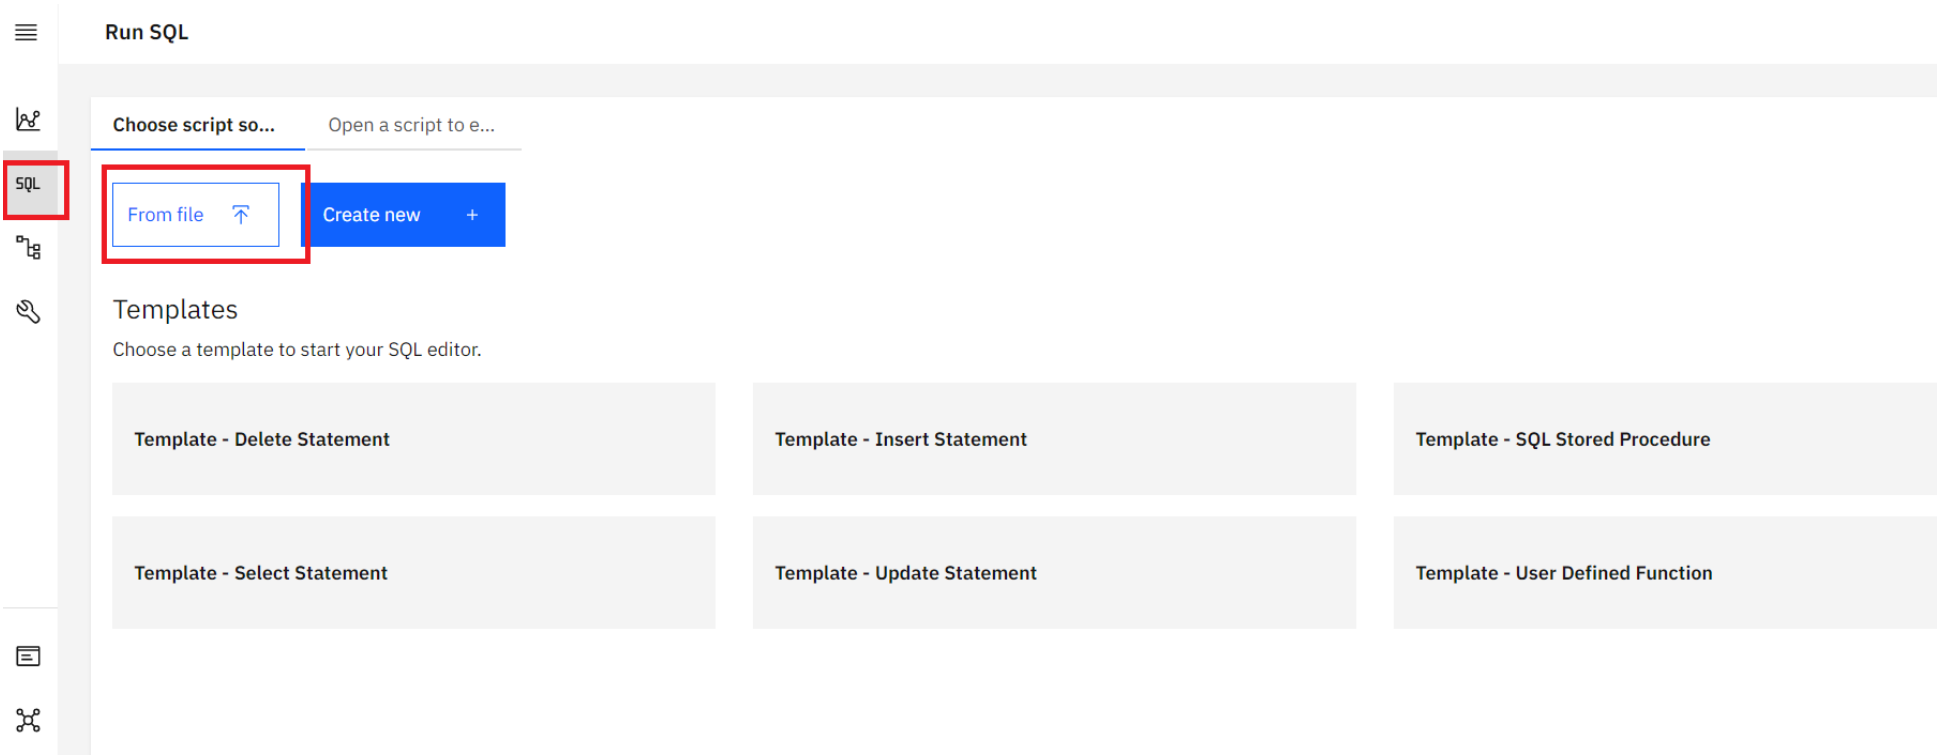 Run SQL
Choose script so...
Open a script to e...
SQL
From file
Create new +
Templates
Choose a template to start your SQL editor.
Template - Delete Statement
Template - Insert Statement
Template - SQL Stored Procedure
Template - Select Statement
Template - Update Statement
Template - User Defined Function